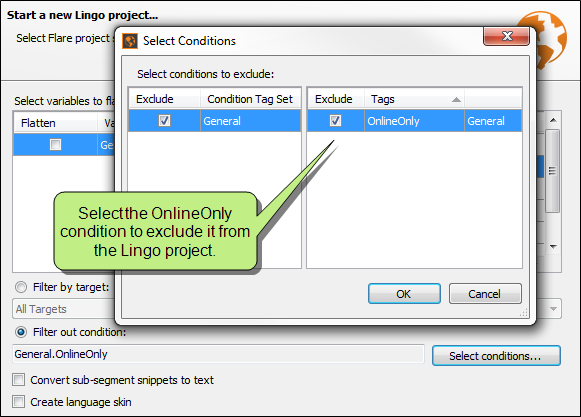 Start a new Lingo project...
Select Flare project s
Select Conditions
Select conditions to exclude:
Exclude Condition Tag Set
General
Exclude Tags
OnlineOnly General
Select variables to fl
Flatten Va
Ge
Select the OnlineOnly
condition to exclude it from
the Lingo project.
OK Cancel
Filter by target:
All Targets
Filter out condition:
General.OnlineOnly
Select conditions...
Convert sub-segment snippets to text
Create language skin